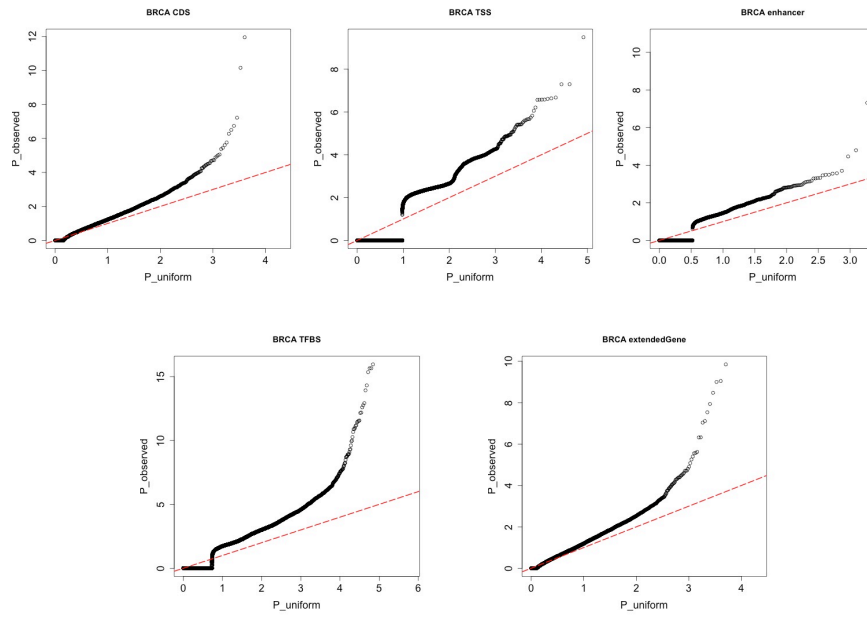 BRCA CDS
P_observed
12
10
8
6
4
2
0
0 1 2 3 4
P_uniform
BRCA TSS
P_observed
8
6
4
2
0
0 1 2 3 4 5
P_uniform
BRCA enhancer
P_observed
10
8
6
4
2
0
0.0 0.5 1.0 1.5 2.0 2.5 3.0
P_uniform
BRCA TFBS
P_observed
15
10
5
0
0 1 2 3 4 5 6
P_uniform
BRCA extendedGene
P_observed
10
8
6
4
2
0
0 1 2 3 4
P_uniform